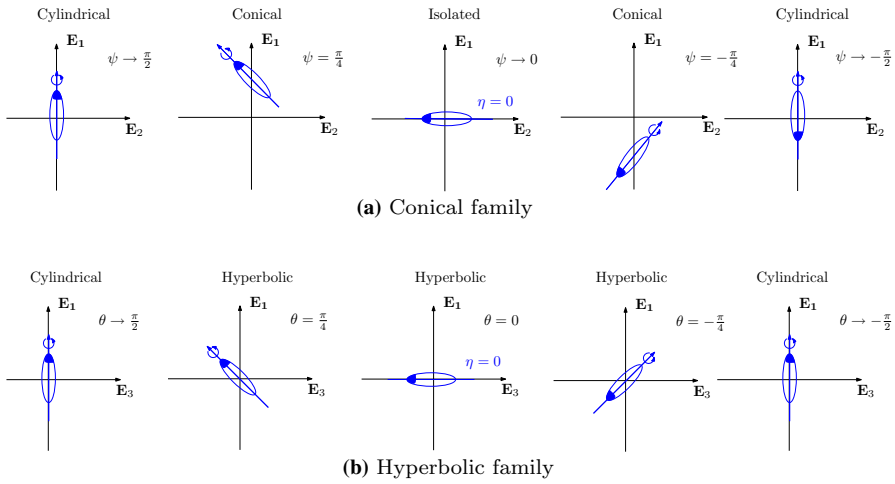 Cylindrical Conical Isolated Conical Cylindrical
E₁ E₁ E₁ E₁ E₁
ψ → π/2 ψ = π/4 ψ → 0 ψ = −π/4 ψ → −π/2
η = 0
E₂ E₂ E₂ E₂ E₂
(a) Conical family
Cylindrical Hyperbolic Hyperbolic Hyperbolic Cylindrical
E₁ E₁ E₁ E₁ E₁
θ → π/2 θ = π/4 θ = 0 θ = −π/4 θ → −π/2
η = 0
E₃ E₃ E₃ E₃ E₃
(b) Hyperbolic family